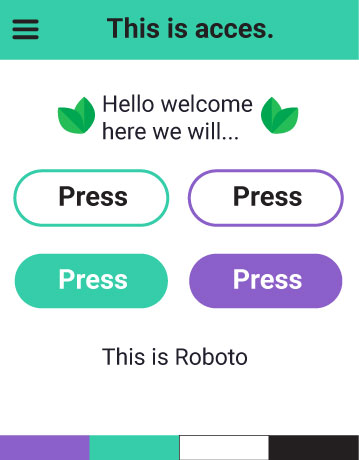 This is acces.
Hello welcome
here we will...
Press Press
Press Press
This is Roboto